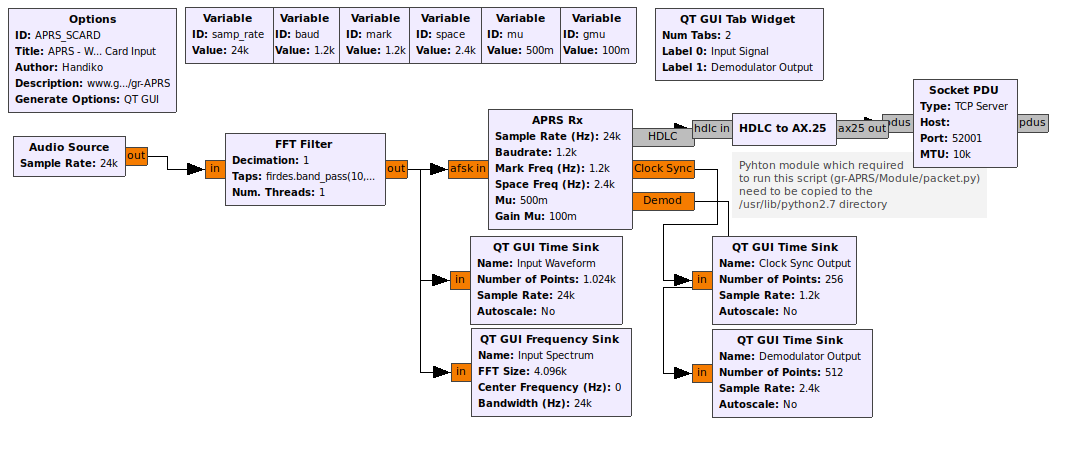 Options
ID: APRS_SCARD
Title: APRS - W... Card Input
Author: Handiko
Description: www.g.../gr-APRS
Generate Options: QT GUI
Variable
ID: samp_rate
Value: 24k
Variable
ID: baud
Value: 1.2k
Variable
ID: mark
Value: 1.2k
Variable
ID: space
Value: 2.4k
Variable
ID: mu
Value: 500m
Variable
ID: gmu
Value: 100m
QT GUI Tab Widget
Num Tabs: 2
Label 0: Input Signal
Label 1: Demodulator Output
Audio Source
Sample Rate: 24k
out
in
FFT Filter
Decimation: 1
Taps: firdes.band_pass(10,...
Num. Threads: 1
out
afsk in
APRS Rx
Sample Rate (Hz): 24k
Baudrate: 1.2k
Mark Freq (Hz): 1.2k
Space Freq (Hz): 2.4k
Mu: 500m
Gain Mu: 100m
HDLC
Clock Sync
Demod
hdlc in
HDLC to AX.25
ax25 out
pdus
Socket PDU
Type: TCP Server
Host:
Port: 52001
MTU: 10k
pdus
Pyhton module which required
to run this script (gr-APRS/Module/packet.py)
need to be copied to the
/usr/lib/python2.7 directory
in
QT GUI Time Sink
Name: Input Waveform
Number of Points: 1.024k
Sample Rate: 24k
Autoscale: No
in
QT GUI Time Sink
Name: Clock Sync Output
Number of Points: 256
Sample Rate: 1.2k
Autoscale: No
in
QT GUI Frequency Sink
Name: Input Spectrum
FFT Size: 4.096k
Center Frequency (Hz): 0
Bandwidth (Hz): 24k
in
QT GUI Time Sink
Name: Demodulator Output
Number of Points: 512
Sample Rate: 2.4k
Autoscale: No